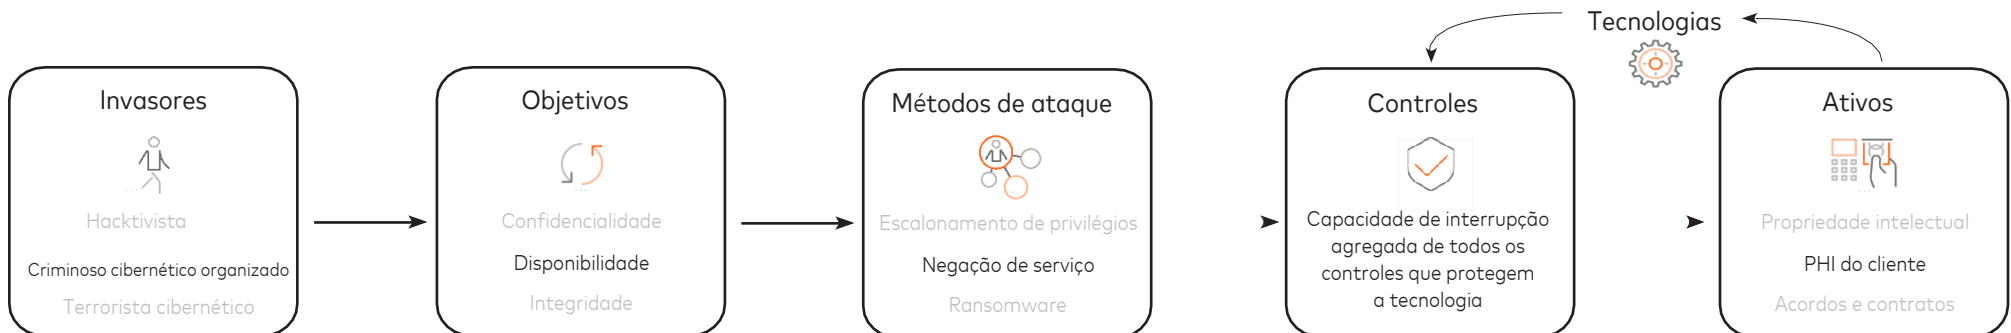 Tecnologias
Invasores
Hacktivista
Criminoso cibernético organizado
Terrorista cibernético
Objetivos
Confidencialidade
Disponibilidade
Integridade
Métodos de ataque
Escalonamento de privilégios
Negação de serviço
Ransomware
Controles
Capacidade de interrupção
agregada de todos os
controles que protegem
a tecnologia
Ativos
Propriedade intelectual
PHI do cliente
Acordos e contratos